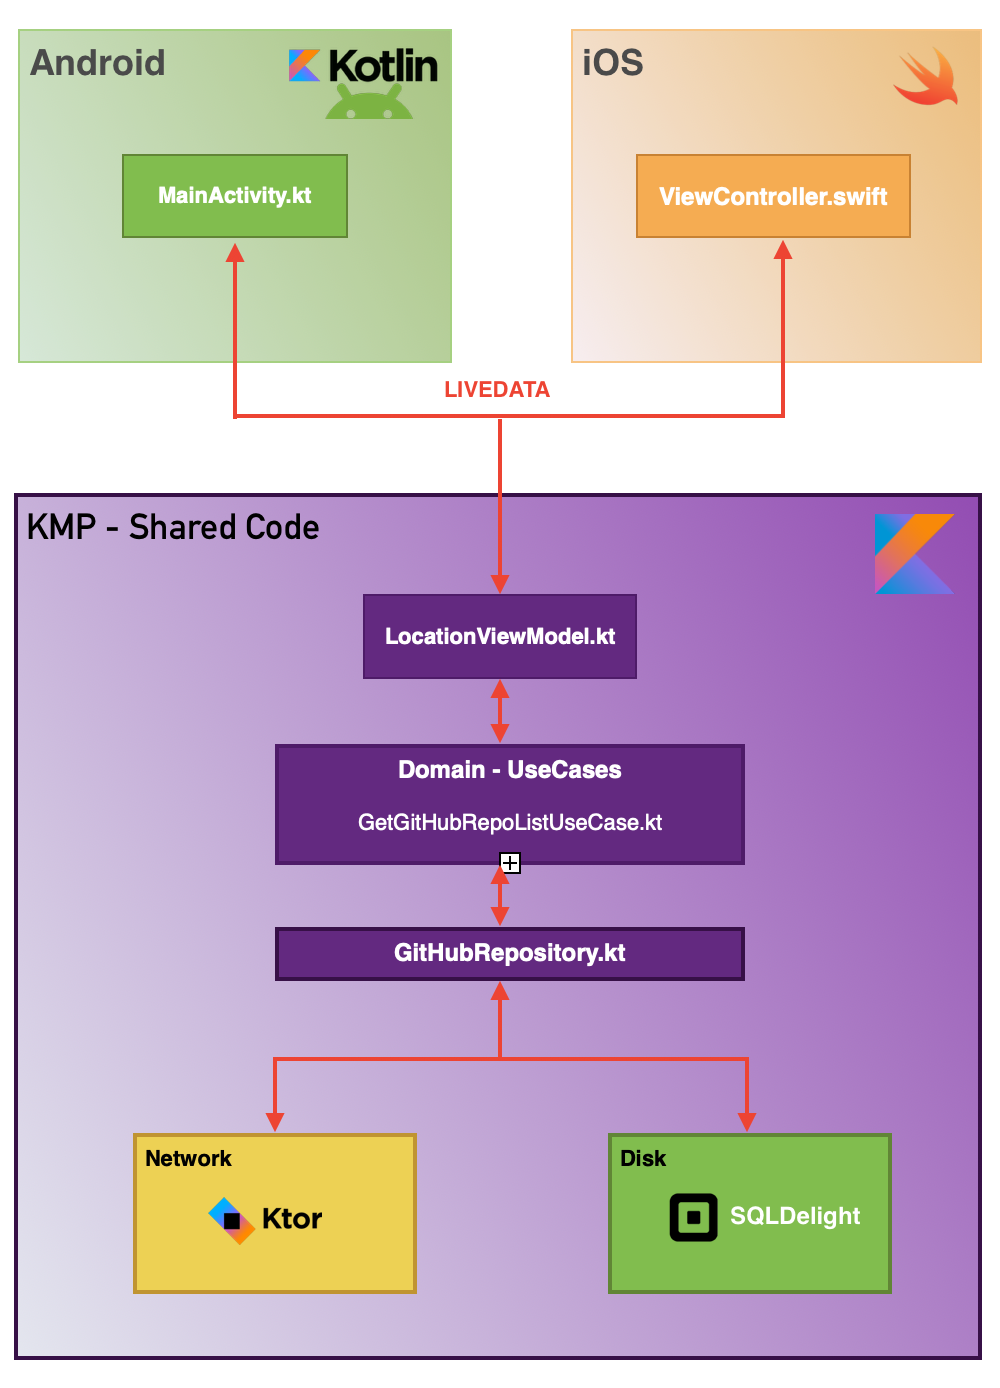 Android
Kotlin
iOS
MainActivity.kt
ViewController.swift
LIVEDATA
KMP - Shared Code
LocationViewModel.kt
Domain - UseCases
GetGitHubRepoListUseCase.kt
GitHubRepository.kt
Network
Ktor
Disk
SQLDelight